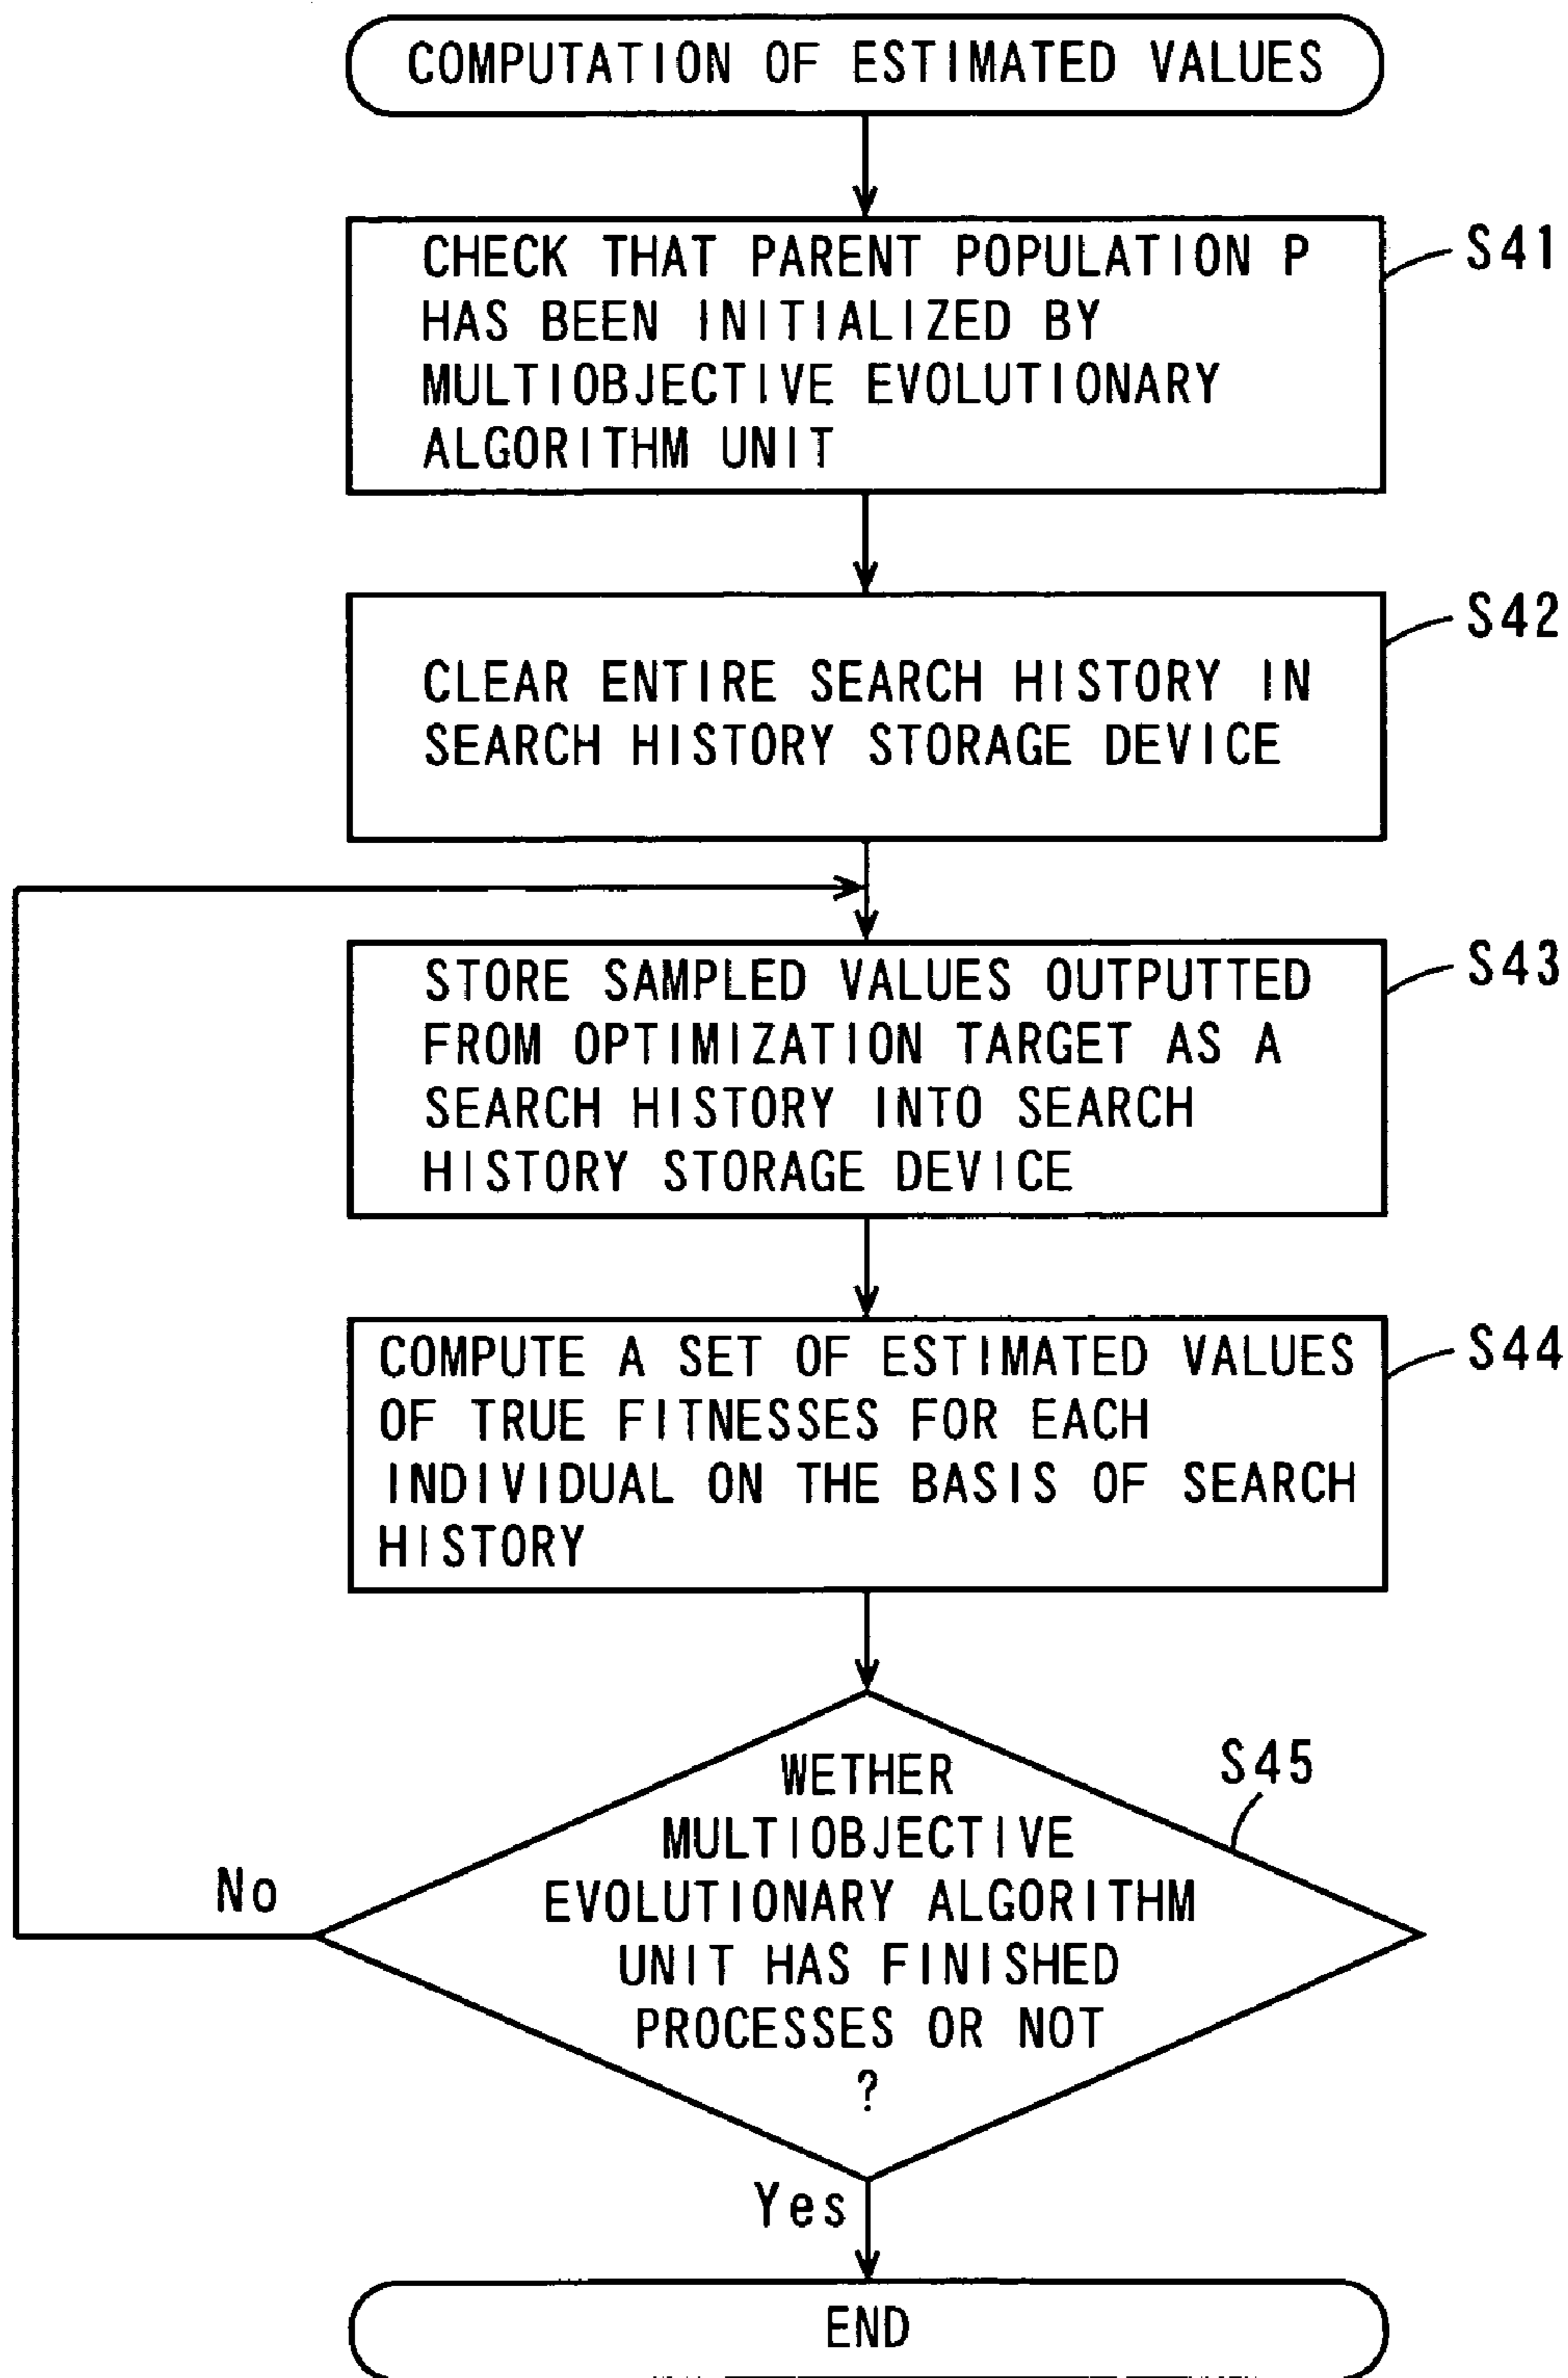 COMPUTATION OF ESTIMATED VALUES
CHECK THAT PARENT POPULATION P
HAS BEEN INITIALIZED BY
MULTIOBJECTIVE EVOLUTIONARY
ALGORITHM UNIT
S41
CLEAR ENTIRE SEARCH HISTORY IN
SEARCH HISTORY STORAGE DEVICE
S42
STORE SAMPLED VALUES OUTPUTTED
FROM OPTIMIZATION TARGET AS A
SEARCH HISTORY INTO SEARCH
HISTORY STORAGE DEVICE
S43
COMPUTE A SET OF ESTIMATED VALUES
OF TRUE FITNESSES FOR EACH
INDIVIDUAL ON THE BASIS OF SEARCH
HISTORY
S44
WETHER
MULTIOBJECTIVE
EVOLUTIONARY ALGORITHM
UNIT HAS FINISHED
PROCESSES OR NOT
?
S45
No
Yes
END